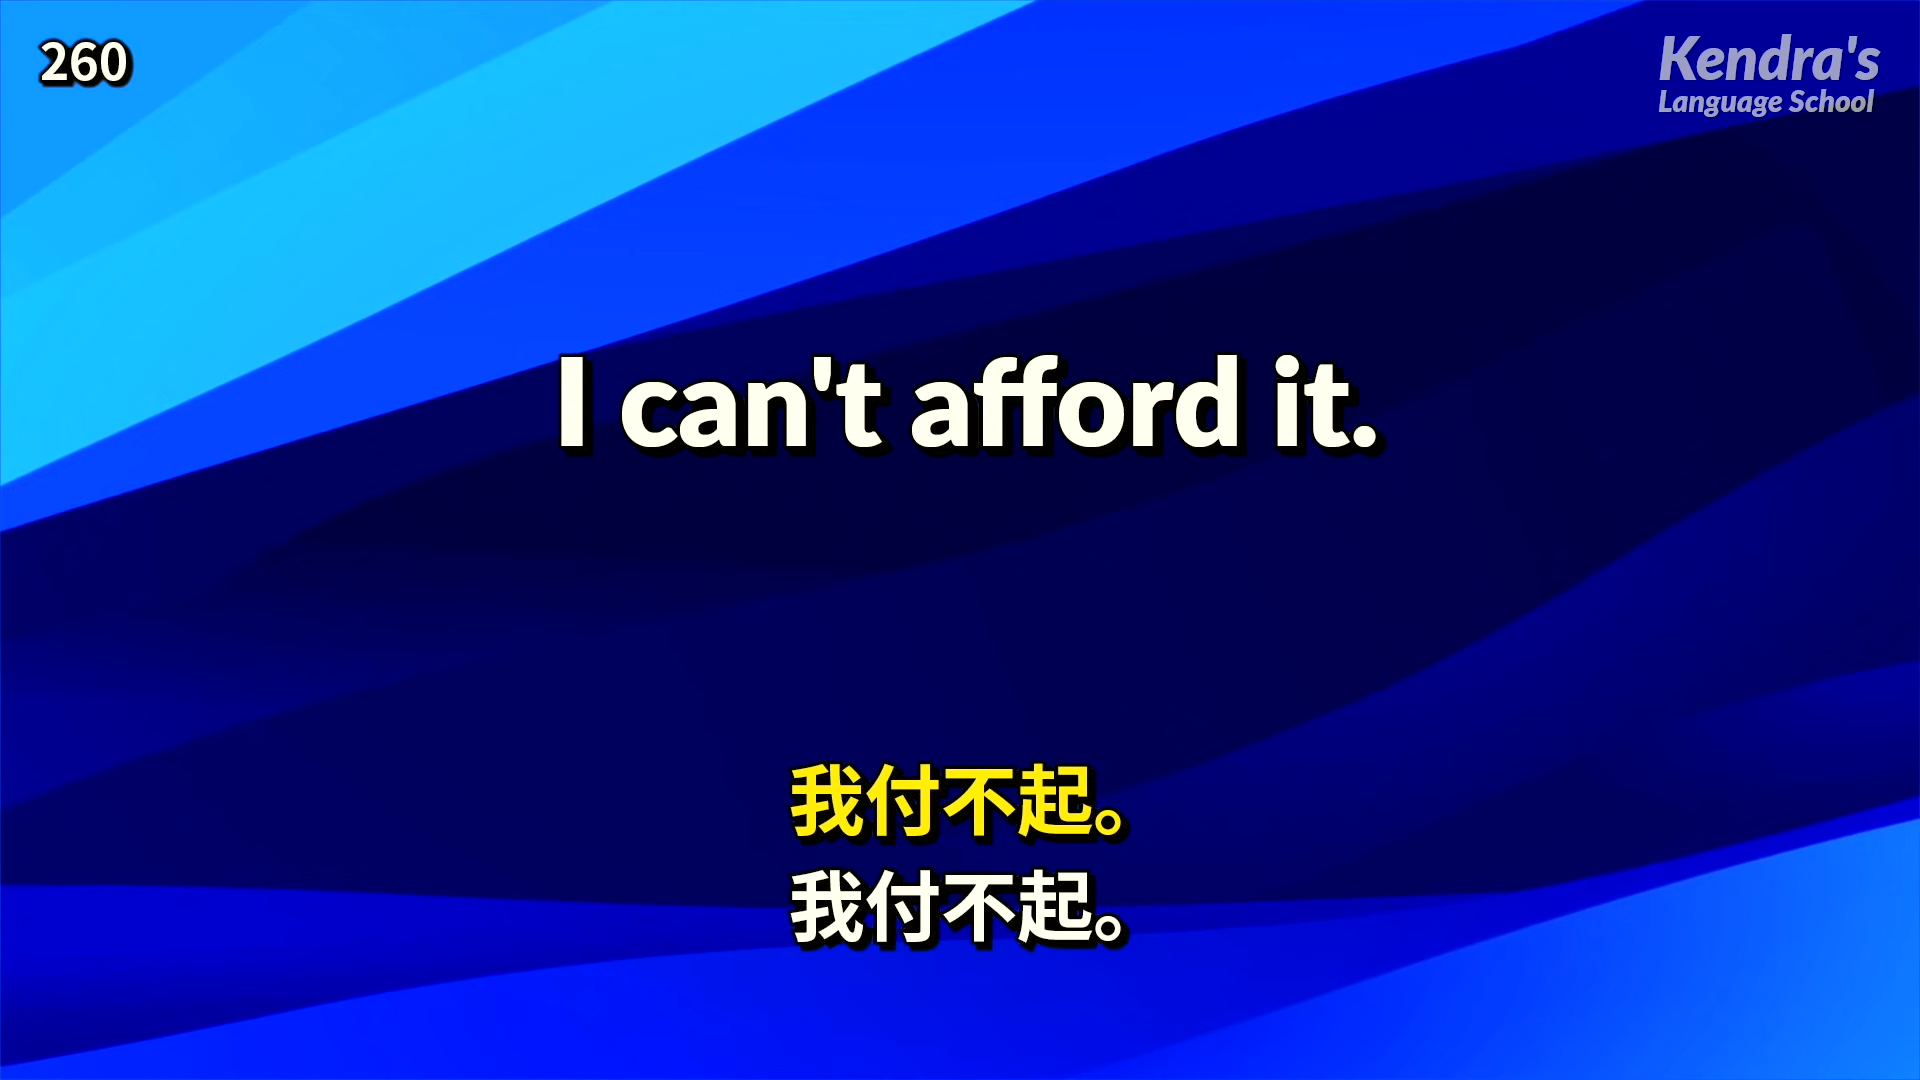 260
Kendra's
Language School
I can't afford it.
我付不起。
我付不起。